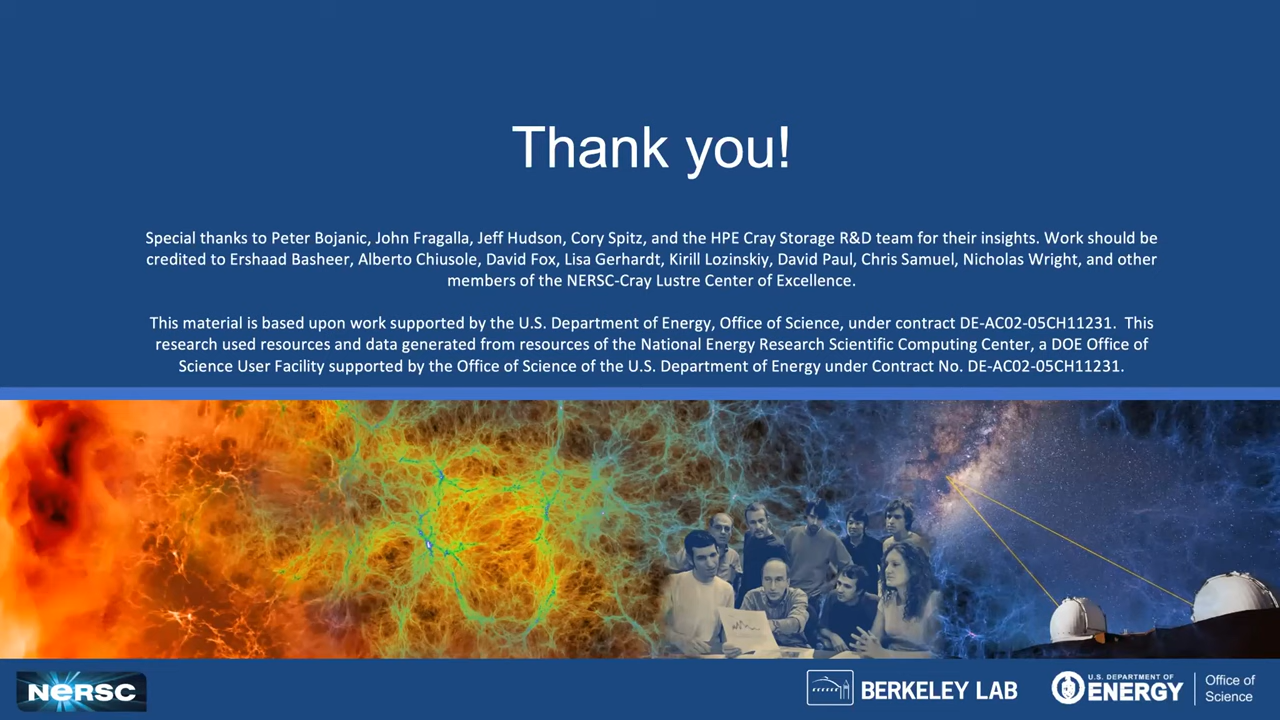 Thank you!
Special thanks to Peter Bojanic, John Fragalla, Jeff Hudson, Cory Spitz, and the HPE Cray Storage R&D team for their insights. Work should be
credited to Ershaad Basheer, Alberto Chiusole, David Fox, Lisa Gerhardt, Kirill Lozinskiy, David Paul, Chris Samuel, Nicholas Wright, and other
members of the NERSC-Cray Lustre Center of Excellence.
This material is based upon work supported by the U.S. Department of Energy, Office of Science, under contract DE-AC02-05CH11231. This
research used resources and data generated from resources of the National Energy Research Scientific Computing Center, a DOE Office of
Science User Facility supported by the Office of Science of the U.S. Department of Energy under Contract No. DE-AC02-05CH11231.
NERSC
BERKELEY LAB
U.S. DEPARTMENT OF
ENERGY
Office of
Science